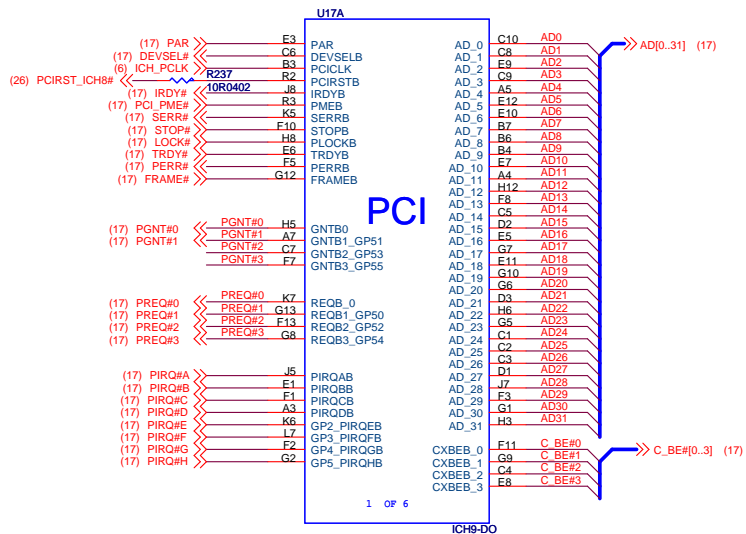 U17A
(17) PAR E3 PAR AD_0 C10 AD0 AD[0..31] (17)
(17) DEVSEL# C6 DEVSELB AD_1 C8 AD1
(6) ICH_PCLK B3 PCICLK AD_2 E9 AD2
(26) PCIRST_ICH8# R237 R2 PCIRSTB AD_3 C9 AD3
10R0402
(17) IRDY# J8 IRDYB AD_4 A5 AD4
(17) PCI_PME# R3 PMEB AD_5 E12 AD5
(17) SERR# K5 SERRB AD_6 E10 AD6
(17) STOP# F10 STOPB AD_7 B7 AD7
(17) LOCK# H8 PLOCKB AD_8 B6 AD8
(17) TRDY# E6 TRDYB AD_9 B4 AD9
(17) PERR# F5 PERRB AD_10 E7 AD10
(17) FRAME# G12 FRAMEB AD_11 A4 AD11
AD_12 H12 AD12
AD_13 F8 AD13
PCI
AD_14 C5 AD14
(17) PGNT#0 PGNT#0 H5 GNTB0 AD_15 D2 AD15
(17) PGNT#1 PGNT#1 A7 GNTB1_GP51 AD_16 E5 AD16
PGNT#2 C7 GNTB2_GP53 AD_17 G7 AD17
PGNT#3 F7 GNTB3_GP55 AD_18 E11 AD18
AD_19 G10 AD19
AD_20 G6 AD20
(17) PREQ#0 PREQ#0 K7 REQB_0 AD_21 D3 AD21
(17) PREQ#1 PREQ#1 G13 REQB1_GP50 AD_22 H6 AD22
(17) PREQ#2 PREQ#2 F13 REQB2_GP52 AD_23 G5 AD23
(17) PREQ#3 PREQ#3 G8 REQB3_GP54 AD_24 C1 AD24
AD_25 C2 AD25
AD_26 C3 AD26
(17) PIRQ#A J5 PIRQAB AD_27 D1 AD27
(17) PIRQ#B E1 PIRQBB AD_28 J7 AD28
(17) PIRQ#C F1 PIRQCB AD_29 F3 AD29
(17) PIRQ#D A3 PIRQDB AD_30 G1 AD30
(17) PIRQ#E K6 GP2_PIRQEB AD_31 H3 AD31
(17) PIRQ#F L7 GP3_PIRQFB
(17) PIRQ#G F2 GP4_PIRQGB CXBEB_0 F11 C_BE#0 C_BE#[0..3] (17)
(17) PIRQ#H G2 GP5_PIRQHB CXBEB_1 G9 C_BE#1
CXBEB_2 C4 C_BE#2
CXBEB_3 E8 C_BE#3
1 OF 6
ICH9-DO